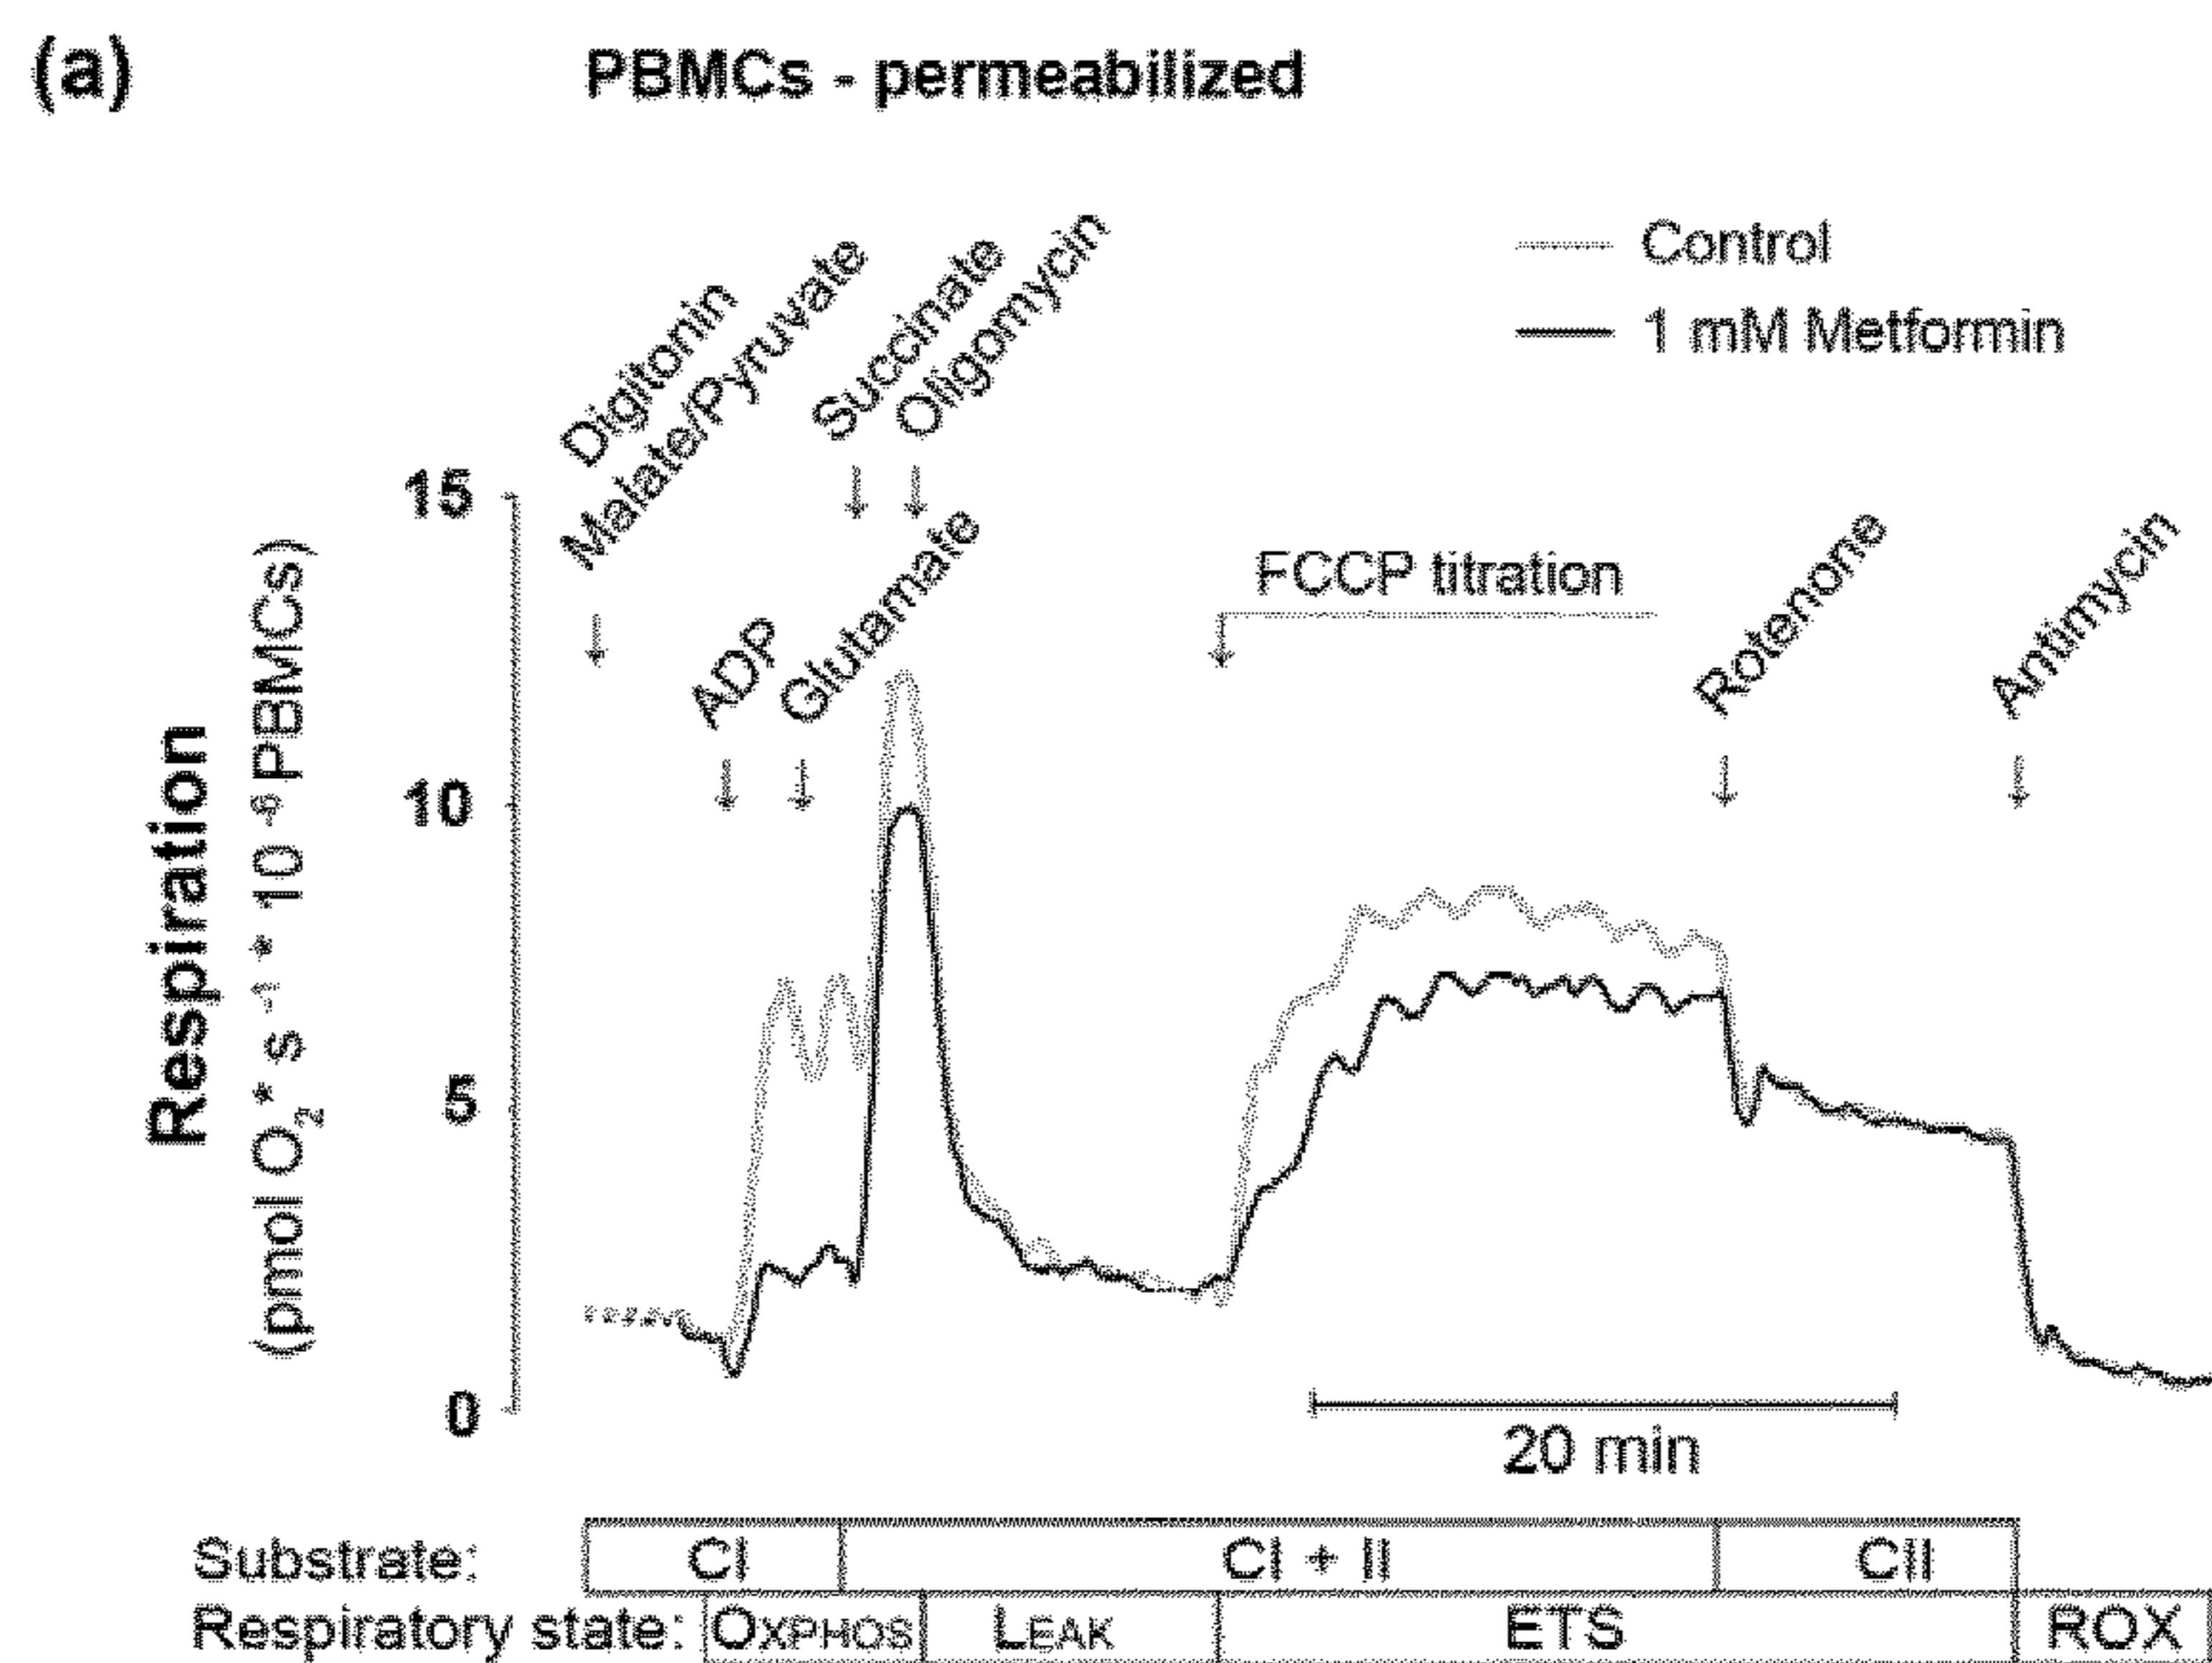 (a)
PBMCs - permeabilized
Control
1 mM Metformin
Digitonin
Malate/Pyruvate
Succinate
Oligomycin
ADP
Glutamate
FCCP titration
Rotenone
Antimycin
Respiration
(pmol O₂* s⁻¹ * 10⁻⁶ PBMCs)
15
10
5
0
20 min
Substrate: CI CI + II CII
Respiratory state: OXPHOS LEAK ETS ROX